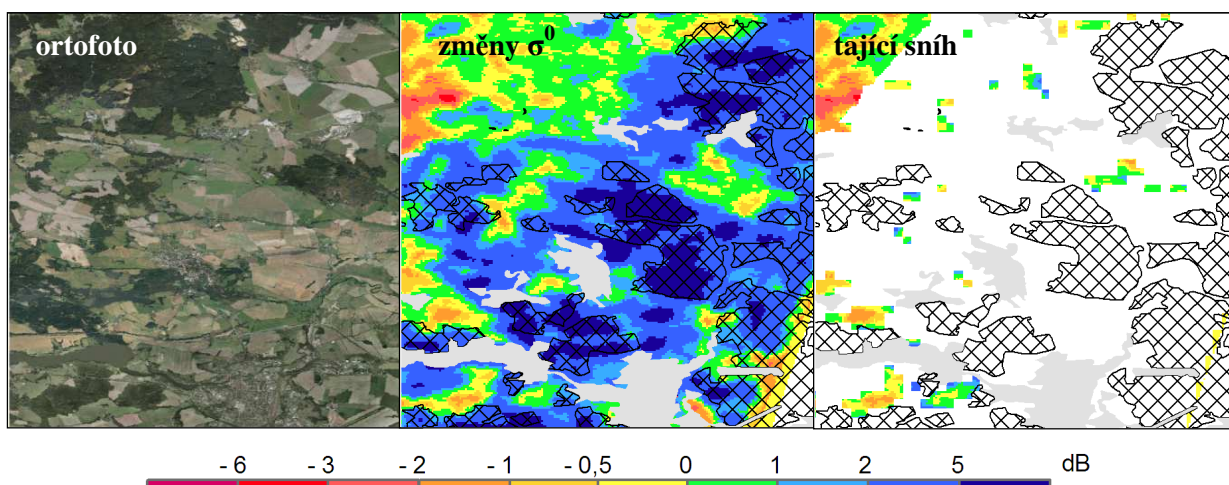 ortofoto
změny σ⁰
tající sníh
- 6 - 3 - 2 - 1 - 0,5 0 1 2 5 dB